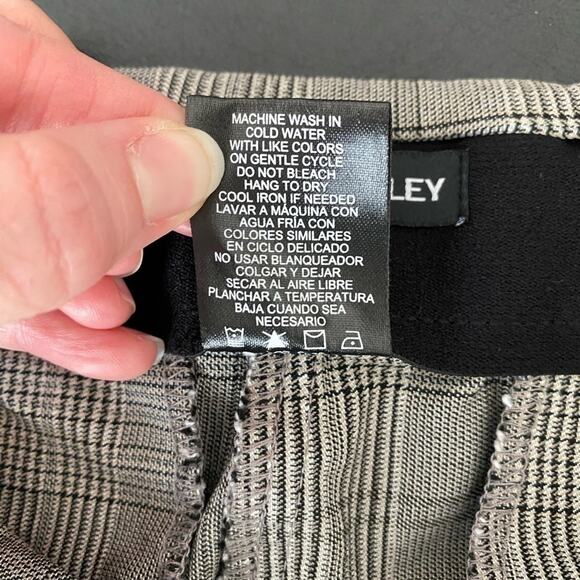 MACHINE WASH IN
COLD WATER
WITH LIKE COLORS
ON GENTLE CYCLE
DO NOT BLEACH
HANG TO DRY
COOL IRON IF NEEDED
LAVAR A MÁQUINA CON
AGUA FRÍA CON
COLORES SIMILARES
EN CICLO DELICADO
NO USAR BLANQUEADOR
COLGAR Y DEJAR
SECAR AL AIRE LIBRE
PLANCHAR A TEMPERATURA
BAJA CUANDO SEA
NECESARIO
LEY